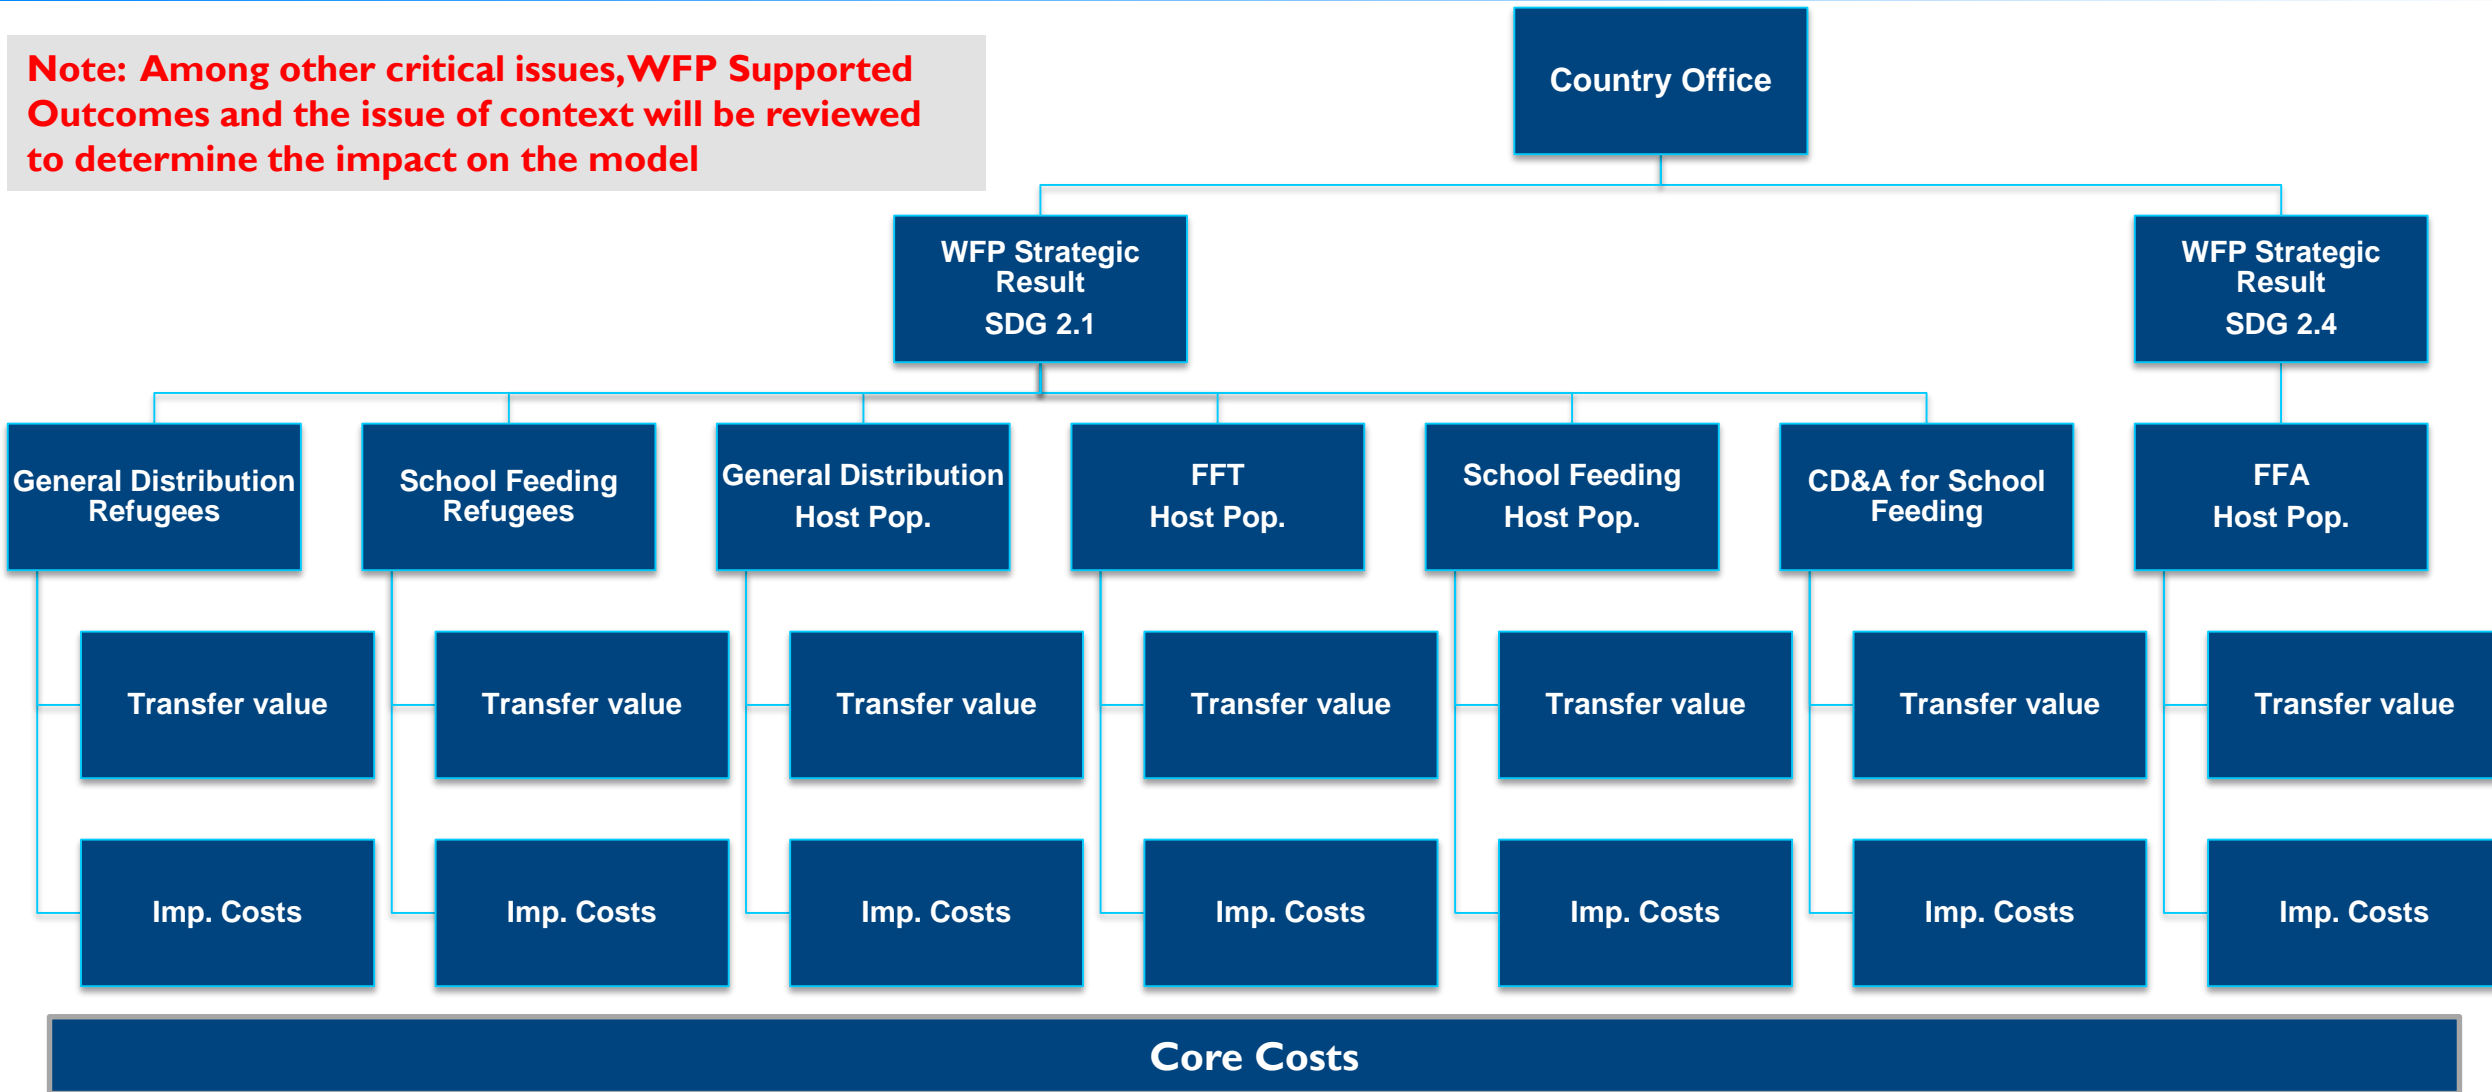 Note: Among other critical issues, WFP Supported
Outcomes and the issue of context will be reviewed
to determine the impact on the model
Country Office
WFP Strategic
Result
SDG 2.1
WFP Strategic
Result
SDG 2.4
General Distribution
Refugees
School Feeding
Refugees
General Distribution
Host Pop.
FFT
Host Pop.
School Feeding
Host Pop.
CD&A for School
Feeding
FFA
Host Pop.
Transfer value
Transfer value
Transfer value
Transfer value
Transfer value
Transfer value
Transfer value
Imp. Costs
Imp. Costs
Imp. Costs
Imp. Costs
Imp. Costs
Imp. Costs
Imp. Costs
Core Costs